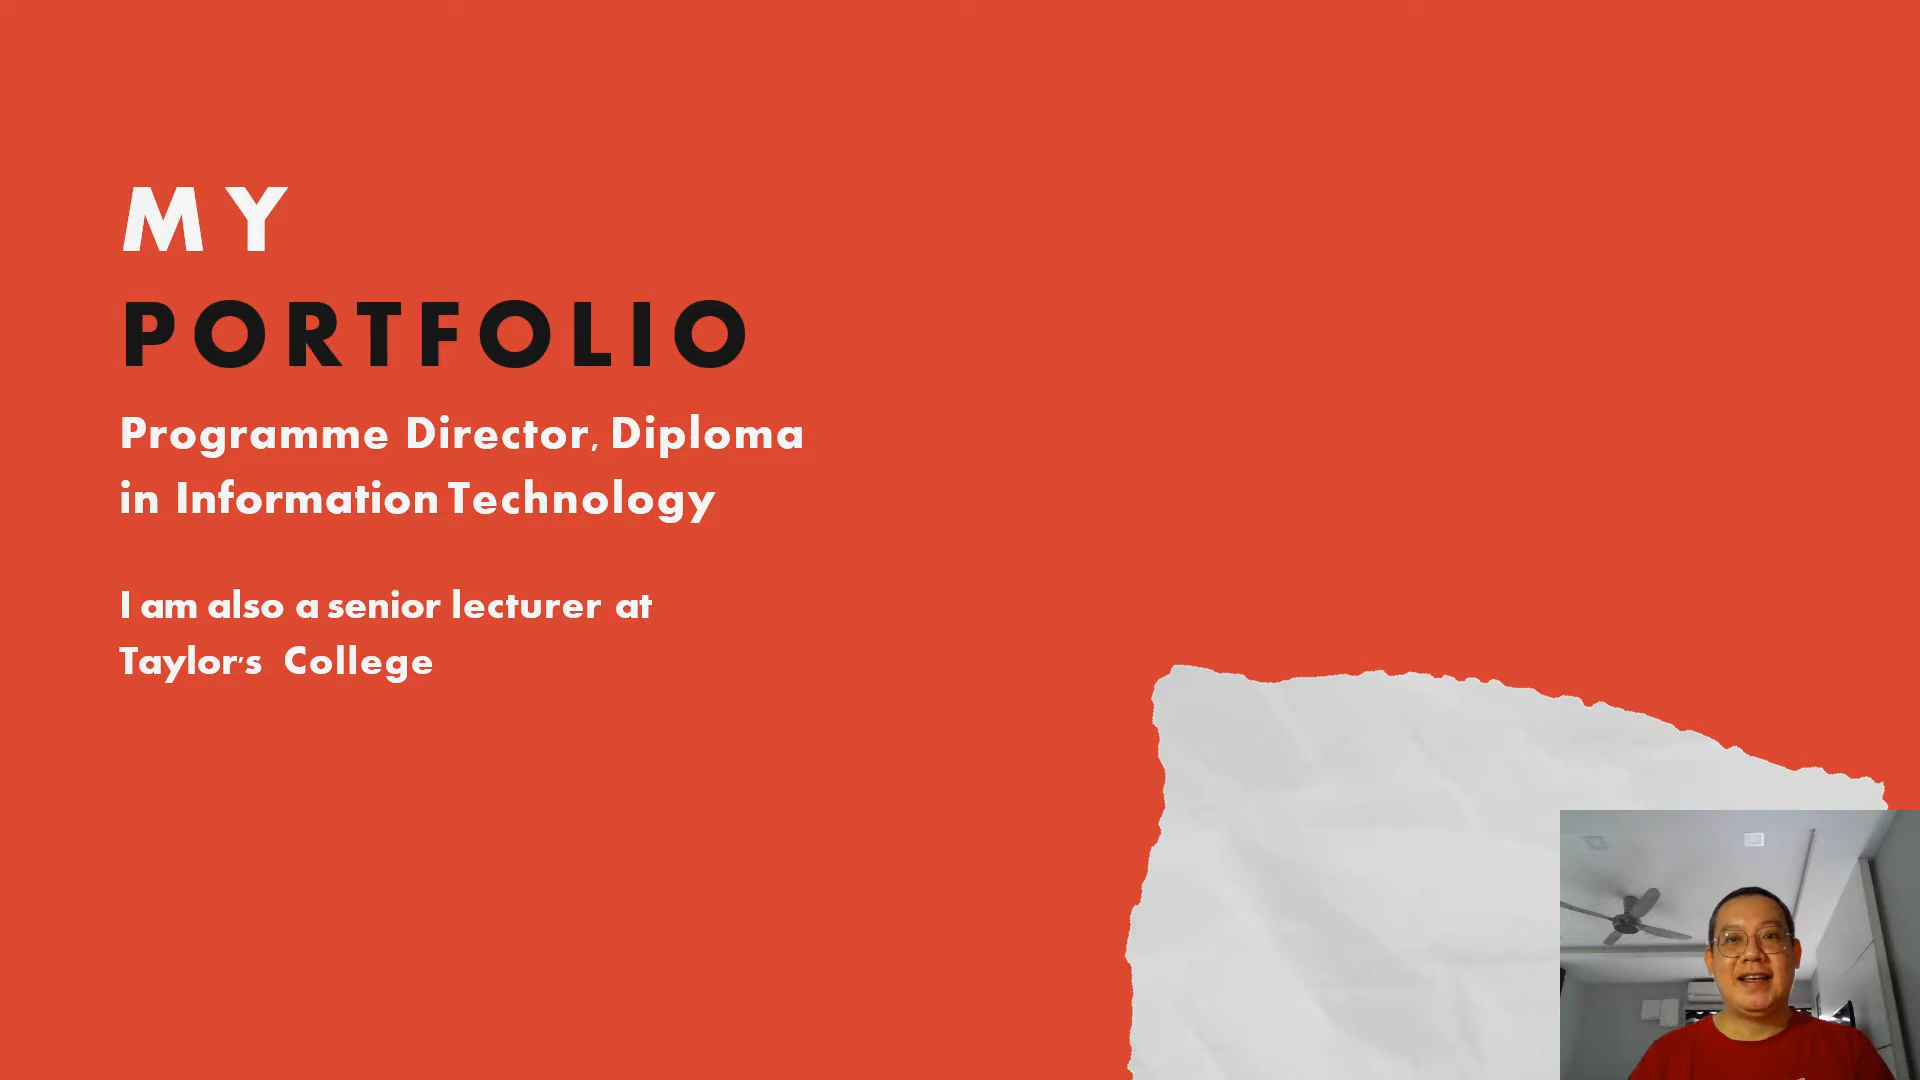 MY
PORTFOLIO
Programme Director, Diploma
in Information Technology
I am also a senior lecturer at
Taylor's College